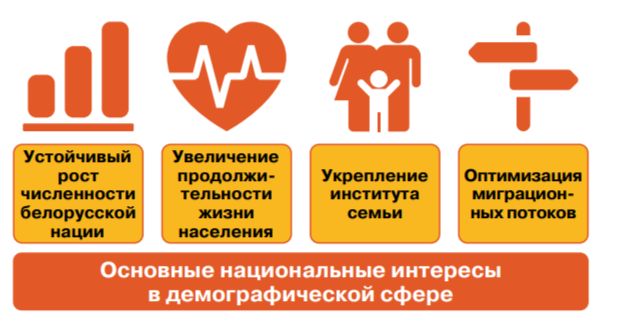 Устойчивый
рост
численности
белорусской
нации
Увеличение
продолжи-
тельности
жизни
населения
Укрепление
института
семьи
Оптимизация
миграцион-
ных потоков
Основные национальные интересы
в демографической сфере